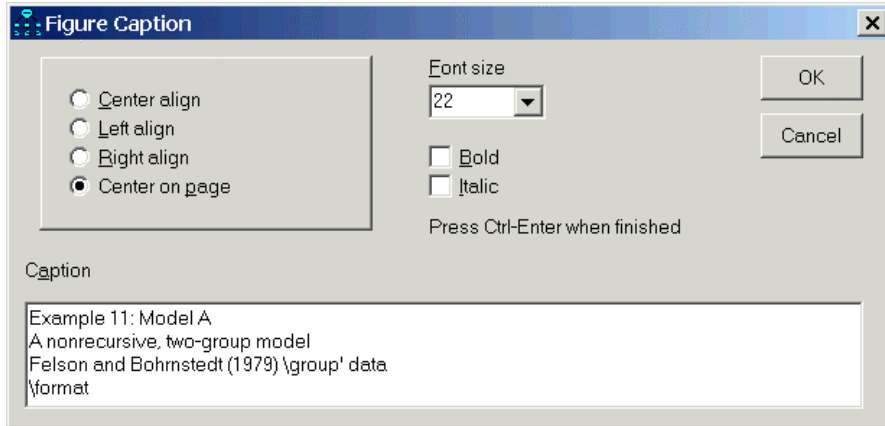 Figure Caption
Center align
Left align
Right align
Center on page
Font size
22
Bold
Italic
Press Ctrl-Enter when finished
OK
Cancel
Caption
Example 11: Model A
A nonrecursive, two-group model
Felson and Bohrnstedt (1979) \group' data
\format